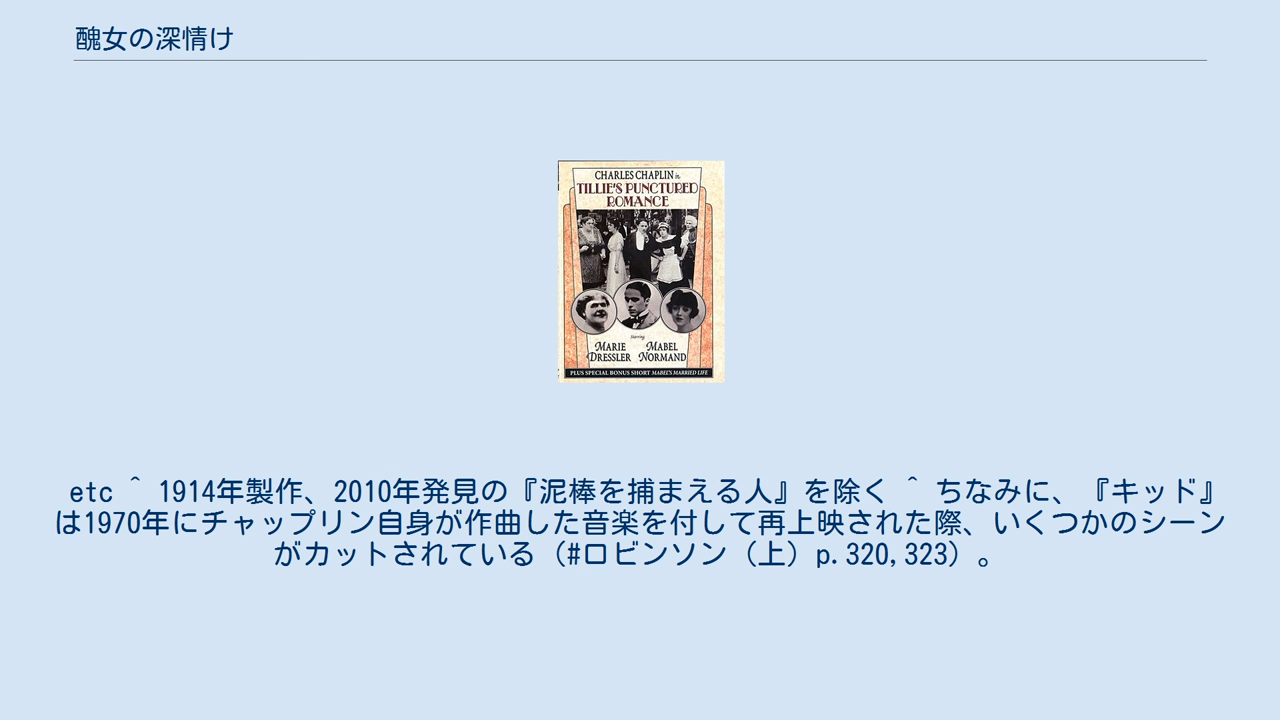 醜女の深情け
CHARLES CHAPLIN in
TILLIE'S PUNCTURED
ROMANCE
Starring
MARIE DRESSLER
MABEL NORMAND
PLUS SPECIAL BONUS SHORT MABEL'S MARRIED LIFE
etc ^ 1914年製作、2010年発見の『泥棒を捕まえる人』を除く ^ ちなみに、『キッド』
は1970年にチャップリン自身が作曲した音楽を付して再上映された際、いくつかのシーン
がカットされている（#ロビンソン（上）p.320,323）。